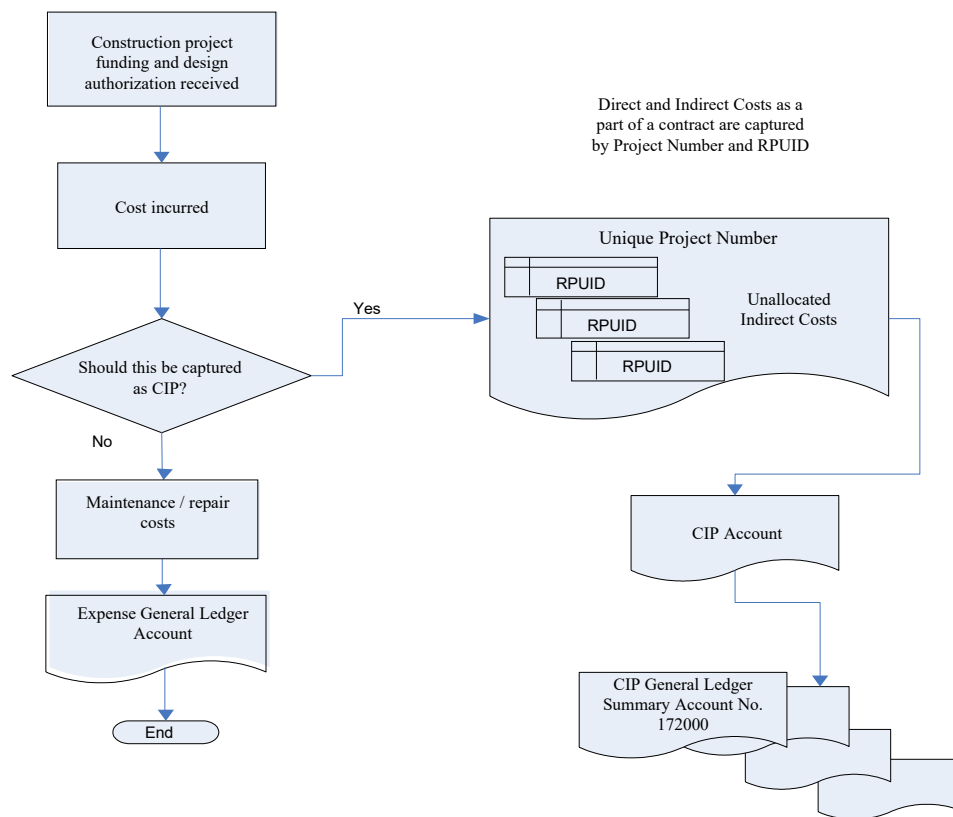 Construction project
funding and design
authorization received
Direct and Indirect Costs as a
part of a contract are captured
by Project Number and RPUID
Cost incurred
Unique Project Number
RPUID
RPUID
RPUID
Unallocated
Indirect Costs
Yes
Should this be captured
as CIP?
No
Maintenance / repair
costs
CIP Account
Expense General Ledger
Account
End
CIP General Ledger
Summary Account No.
172000